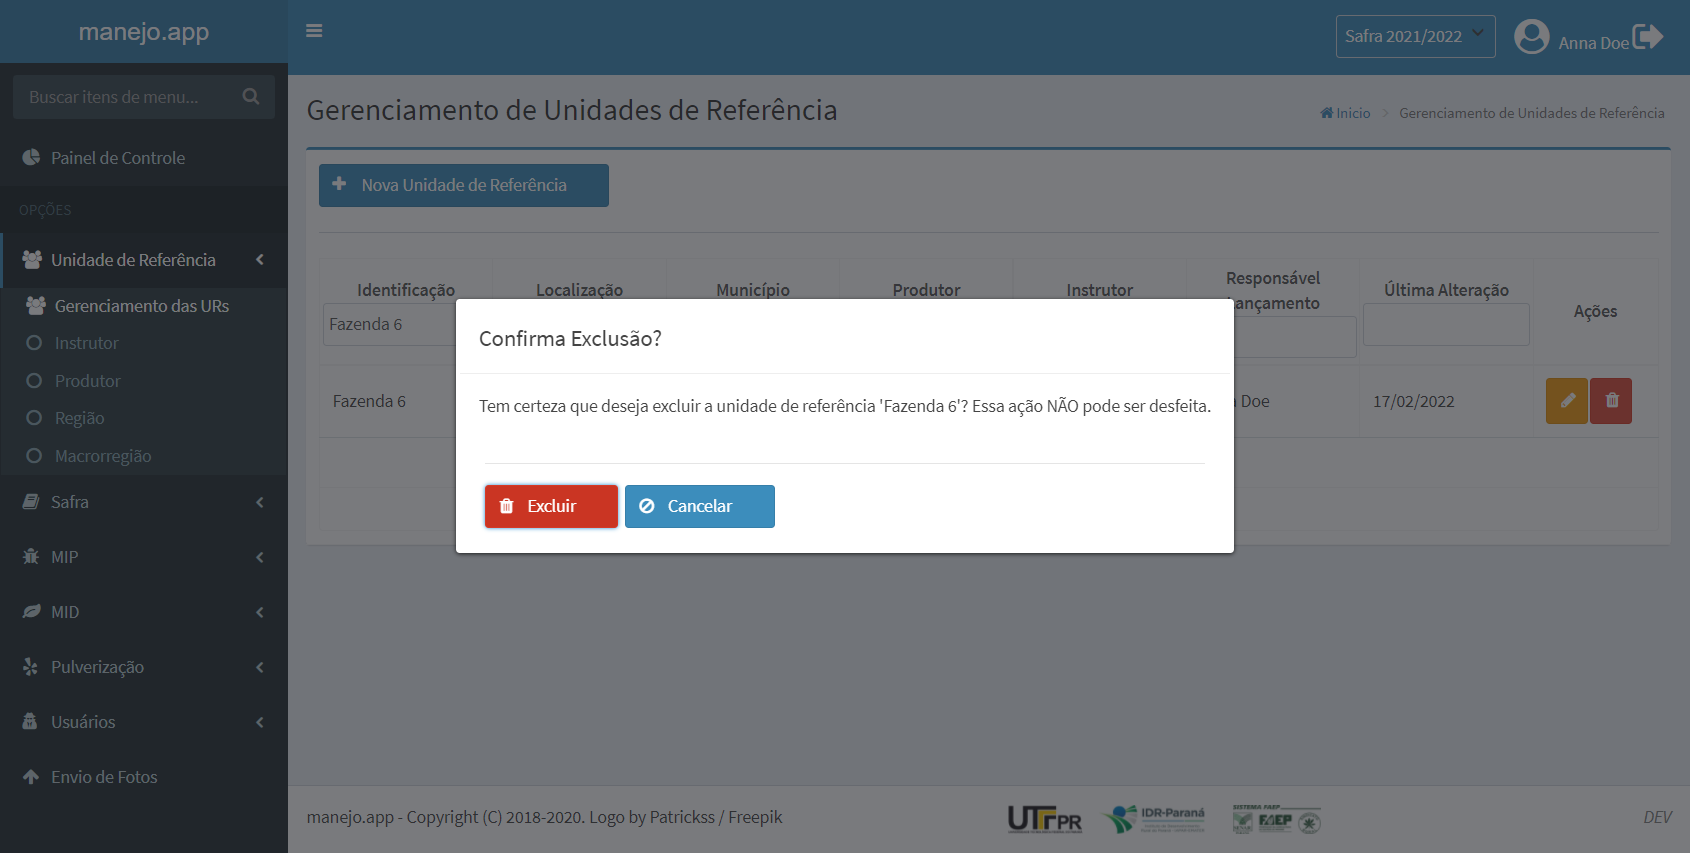 manejo.app
Safra 2021/2022
Anna Doe
Buscar itens de menu...
Painel de Controle
OPÇÕES
Unidade de Referência
Gerenciamento das URs
Instrutor
Produtor
Região
Macrorregião
Safra
MIP
MID
Pulverização
Usuários
Envio de Fotos
Gerenciamento de Unidades de Referência
Inicio > Gerenciamento de Unidades de Referência
Nova Unidade de Referência
Identificação Localização Município Produtor Instrutor Responsável Lançamento Última Alteração Ações
Fazenda 6
Fazenda 6 Doe 17/02/2022
Confirma Exclusão?
Tem certeza que deseja excluir a unidade de referência 'Fazenda 6'? Essa ação NÃO pode ser desfeita.
Excluir Cancelar
manejo.app - Copyright (C) 2018-2020. Logo by Patrickss / Freepik
UTFPR
IDR-Paraná
SISTEMA FAEP
FAEP
DEV